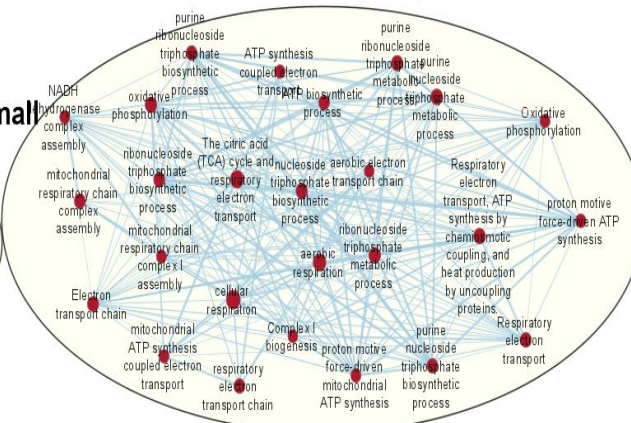 purine
ribonucleoside
triphosphate
biosynthetic
process
ATP synthesis
coupled electron
transport
purine
ribonucleoside
triphosphate
metabolic
process
purine
nucleoside
triphosphate
metabolic
process
ATP biosynthetic
process
mall
NADH
dehydrogenase
complex
assembly
oxidative
phosphorylation
Oxidative
phosphorylation
mitochondrial
respiratory chain
complex
assembly
ribonucleoside
triphosphate
biosynthetic
process
The citric acid
(TCA) cycle and
respiratory
electron
transport
nucleoside
triphosphate
biosynthetic
process
aerobic electron
transport chain
Respiratory
electron
transport, ATP
synthesis by
chemiosmotic
coupling, and
heat production
by uncoupling
proteins.
proton motive
force-driven ATP
synthesis
mitochondrial
respiratory chain
complex I
assembly
aerobic
respiration
ribonucleoside
triphosphate
metabolic
process
Electron
transport chain
cellular
respiration
Complex I
biogenesis
Respiratory
electron
transport
mitochondrial
ATP synthesis
coupled electron
transport
respiratory
electron
transport chain
proton motive
force-driven
mitochondrial
ATP synthesis
purine
nucleoside
triphosphate
biosynthetic
process